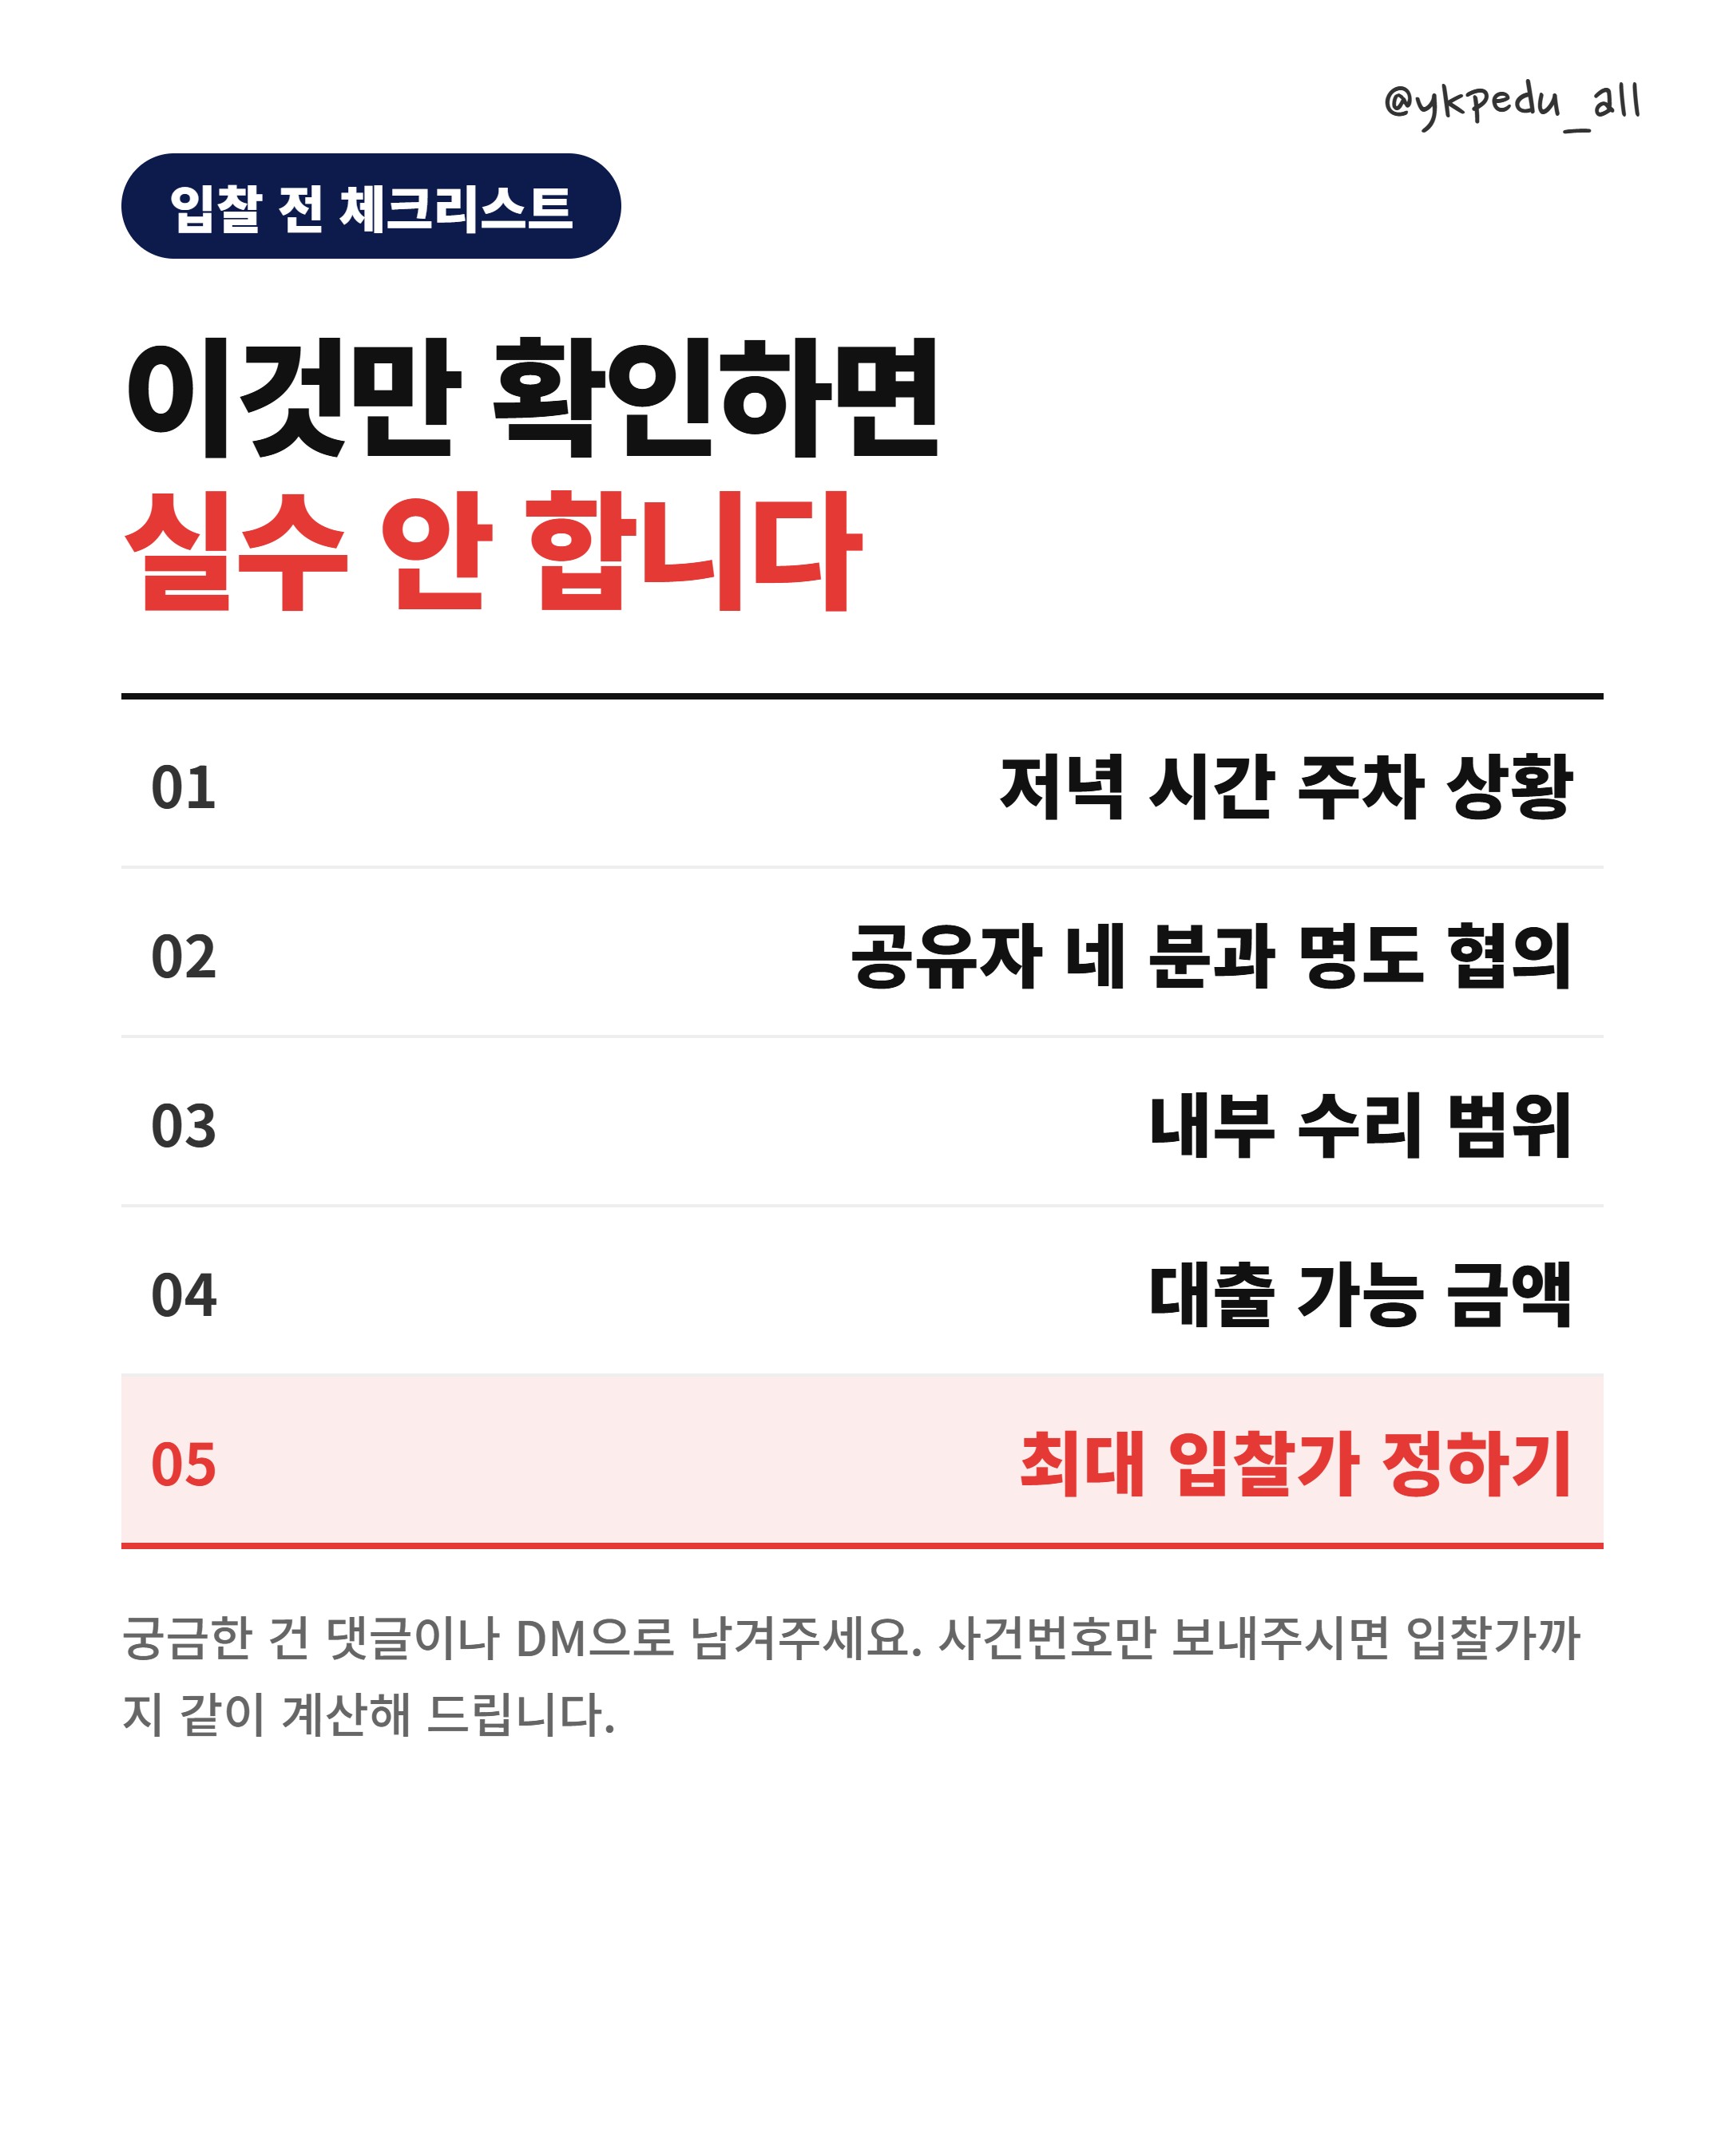 @ykpedu_all
입찰 전 체크리스트
이것만 확인하면
실수 안 합니다
01 저녁 시간 주차 상황
02 공유자 네 분과 명도 협의
03 내부 수리 범위
04 대출 가능 금액
05 최대 입찰가 정하기
궁금한 건 댓글이나 DM으로 남겨주세요. 사건번호만 보내주시면 입찰가까
지 같이 계산해 드립니다.